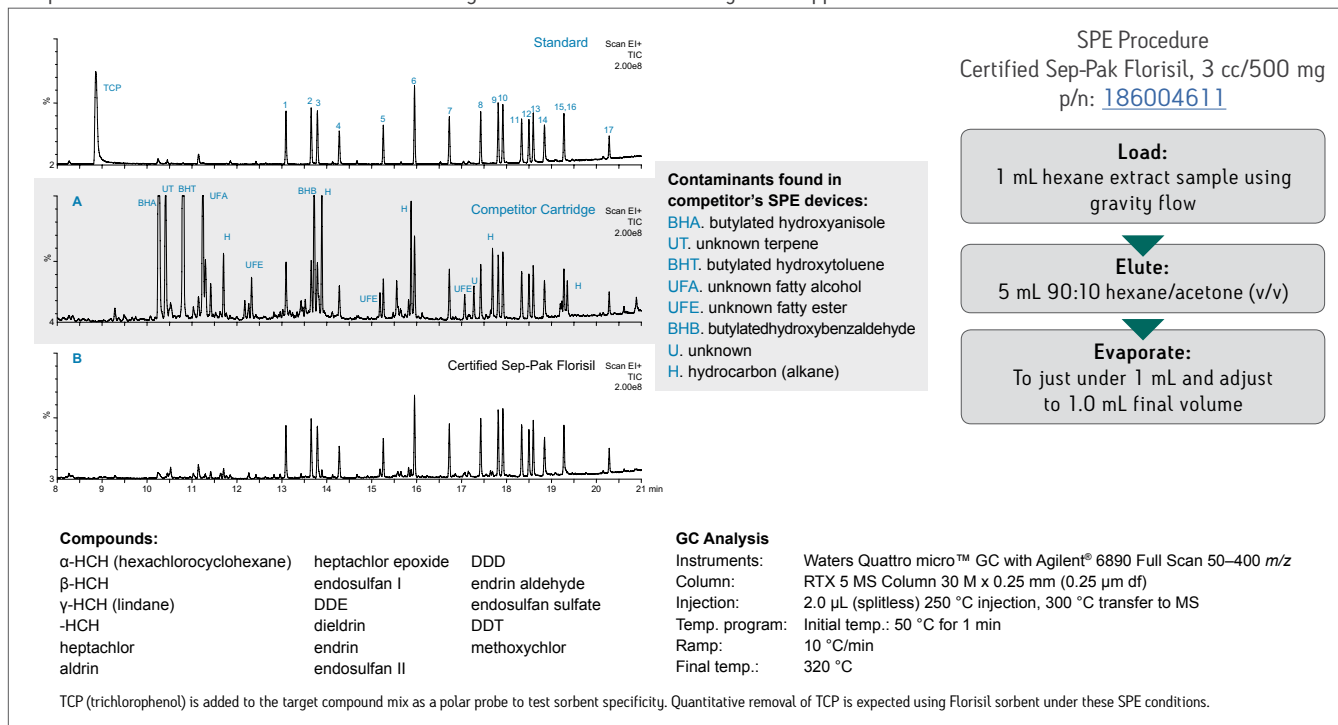 Standard
Scan EI+
TIC
2.00e8
TCP
1
2
3
4
5
6
7
8
9 10
11
12
13
14
15,16
17
%
2
A
Competitor Cartridge
Scan EI+
TIC
2.00e8
BHA
UT
BHT
UFA
H
UFE
BHB
H
UFE
H
UFE
U
H
H
%
4
B
Certified Sep-Pak Florisil
Scan EI+
TIC
2.00e8
%
3
8 9 10 11 12 13 14 15 16 17 18 19 20 21 min
Contaminants found in
competitor's SPE devices:
BHA. butylated hydroxyanisole
UT. unknown terpene
BHT. butylated hydroxytoluene
UFA. unknown fatty alcohol
UFE. unknown fatty ester
BHB. butylatedhydroxybenzaldehyde
U. unknown
H. hydrocarbon (alkane)
SPE Procedure
Certified Sep-Pak Florisil, 3 cc/500 mg
p/n: 186004611
Load:
1 mL hexane extract sample using
gravity flow
Elute:
5 mL 90:10 hexane/acetone (v/v)
Evaporate:
To just under 1 mL and adjust
to 1.0 mL final volume
Compounds:
α-HCH (hexachlorocyclohexane)
β-HCH
γ-HCH (lindane)
-HCH
heptachlor
aldrin
heptachlor epoxide
endosulfan I
DDE
dieldrin
endrin
endosulfan II
DDD
endrin aldehyde
endosulfan sulfate
DDT
methoxychlor
GC Analysis
Instruments: Waters Quattro micro™ GC with Agilent® 6890 Full Scan 50–400 m/z
Column: RTX 5 MS Column 30 M x 0.25 mm (0.25 µm df)
Injection: 2.0 µL (splitless) 250 °C injection, 300 °C transfer to MS
Temp. program: Initial temp.: 50 °C for 1 min
Ramp: 10 °C/min
Final temp.: 320 °C
TCP (trichlorophenol) is added to the target compound mix as a polar probe to test sorbent specificity. Quantitative removal of TCP is expected using Florisil sorbent under these SPE conditions.